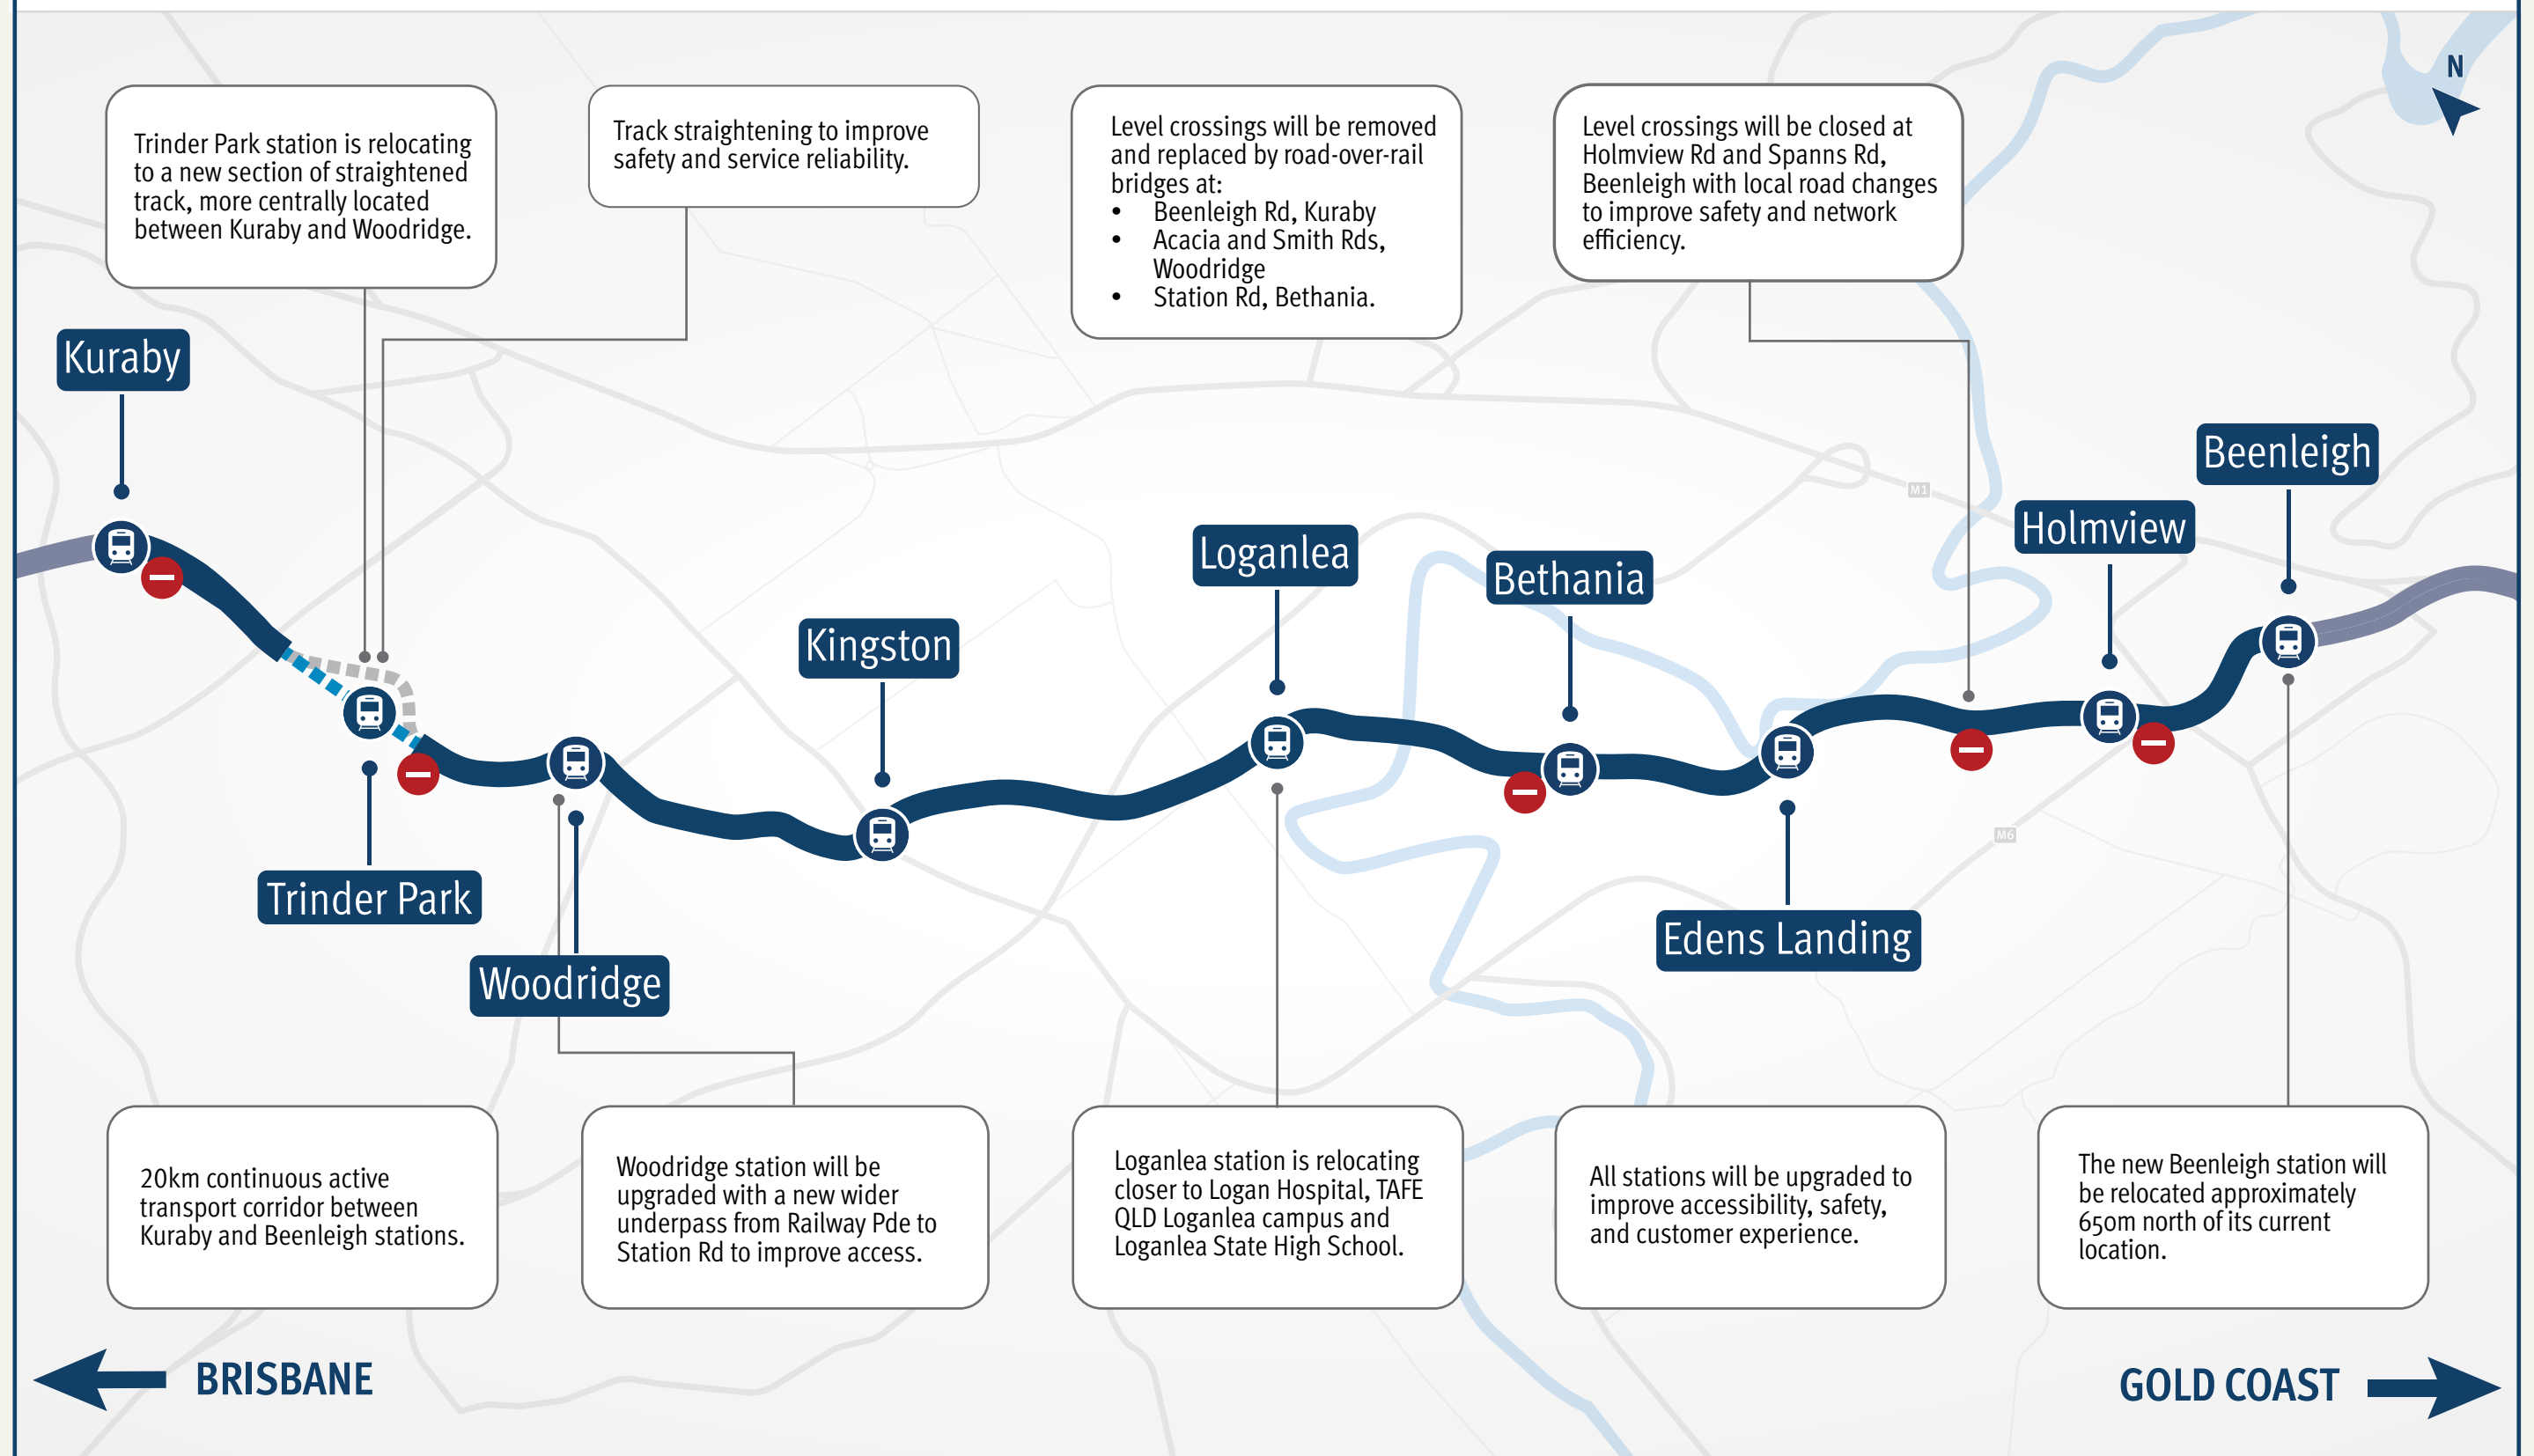 N
Trinder Park station is relocating
to a new section of straightened
track, more centrally located
between Kuraby and Woodridge.
Track straightening to improve
safety and service reliability.
Level crossings will be removed
and replaced by road-over-rail
bridges at:
• Beenleigh Rd, Kuraby
• Acacia and Smith Rds,
Woodridge
• Station Rd, Bethania.
Level crossings will be closed at
Holmview Rd and Spanns Rd,
Beenleigh with local road changes
to improve safety and network
efficiency.
Kuraby
Beenleigh
M1
Holmview
Loganlea
Bethania
Kingston
M6
Trinder Park
Edens Landing
Woodridge
20km continuous active
transport corridor between
Kuraby and Beenleigh stations.
Woodridge station will be
upgraded with a new wider
underpass from Railway Pde to
Station Rd to improve access.
Loganlea station is relocating
closer to Logan Hospital, TAFE
QLD Loganlea campus and
Loganlea State High School.
All stations will be upgraded to
improve accessibility, safety,
and customer experience.
The new Beenleigh station will
be relocated approximately
650m north of its current
location.
BRISBANE
GOLD COAST